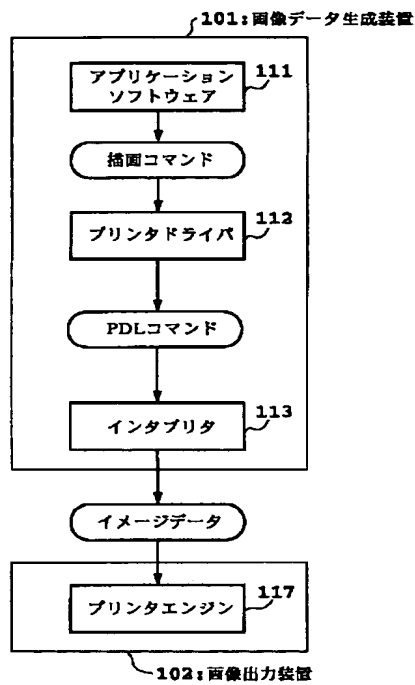 101:画像データ生成装置
アプリケーション
ソフトウェア
111
描画コマンド
プリンタドライバ
112
PDLコマンド
インタプリタ
113
イメージデータ
プリンタエンジン
117
102:画像出力装置